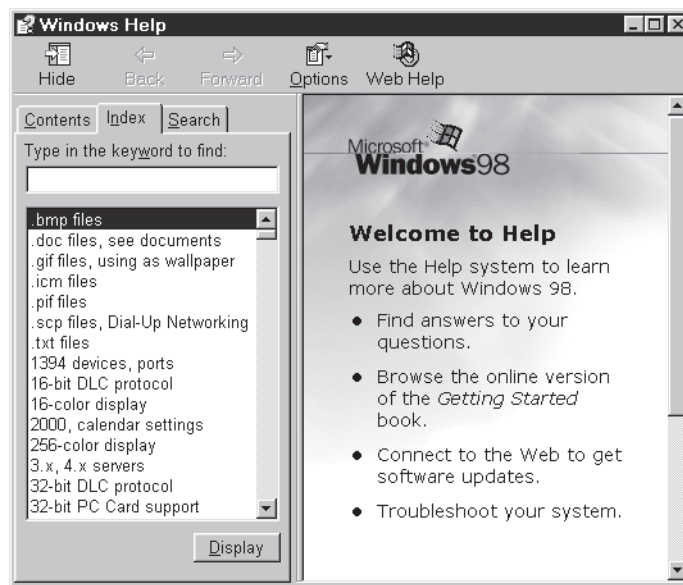 Windows Help
Hide Back Forward Options Web Help
Contents Index Search
Type in the keyword to find:
.bmp files
.doc files, see documents
.gif files, using as wallpaper
.icm files
.pif files
.scp files, Dial-Up Networking
.txt files
1394 devices, ports
16-bit DLC protocol
16-color display
2000, calendar settings
256-color display
3.x, 4.x servers
32-bit DLC protocol
32-bit PC Card support
Display
Microsoft
Windows98
Welcome to Help
Use the Help system to learn
more about Windows 98.
• Find answers to your
questions.
• Browse the online version
of the Getting Started
book.
• Connect to the Web to get
software updates.
• Troubleshoot your system.